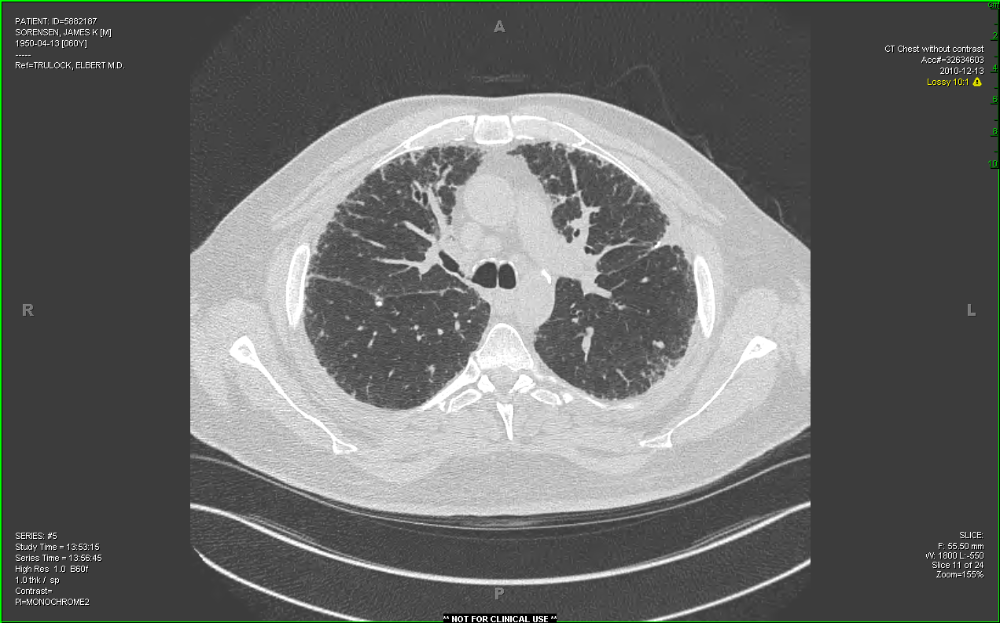 PATIENT: ID=5882187
SORENSEN, JAMES K [M]
1950-04-13 [060Y]
-----
Ref=TRULOCK, ELBERT M.D.
A
cm
2
4
6
8
10
CT Chest without contrast
Acc#=32634603
2010-12-13
Lossy 10:1
R
L
SERIES: #5
Study Time = 13:53:15
Series Time = 13:56:45
High Res 1.0 B60f
1.0 thk / sp
Contrast=
PI=MONOCHROME2
SLICE:
F: 55.50 mm
W: 1800 L:-550
Slice 11 of 24
Zoom=155%
P
** NOT FOR CLINICAL USE **